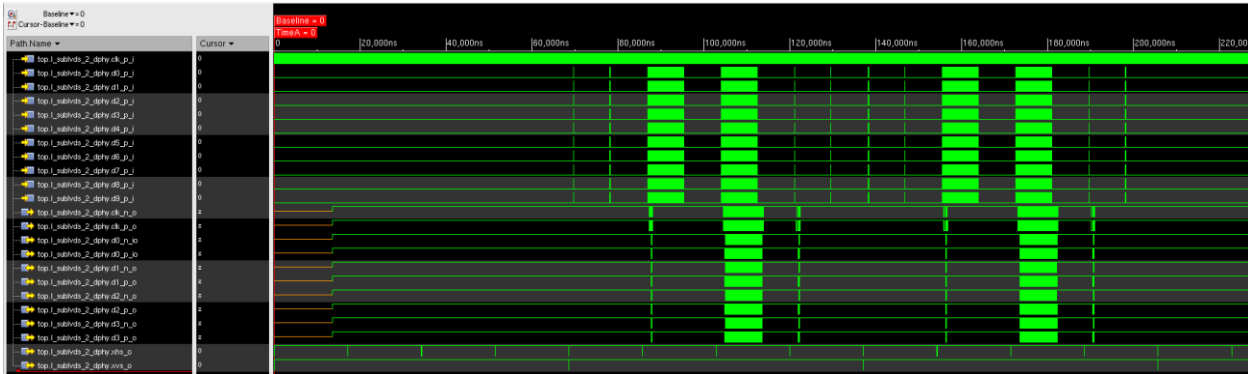 Baseline ▼= 0
Cursor-Baseline ▼= 0
Baseline = 0
TimeA = 0
Path.Name ▼ Cursor ▼
0 20,000ns 40,000ns 60,000ns 80,000ns 100,000ns 120,000ns 140,000ns 160,000ns 180,000ns 200,000ns 220,00
top.I_sublvds_2_dphy.clk_p_i 0
top.I_sublvds_2_dphy.d0_p_i 0
top.I_sublvds_2_dphy.d1_p_i 0
top.I_sublvds_2_dphy.d2_p_i 0
top.I_sublvds_2_dphy.d3_p_i 0
top.I_sublvds_2_dphy.d4_p_i 0
top.I_sublvds_2_dphy.d5_p_i 0
top.I_sublvds_2_dphy.d6_p_i 0
top.I_sublvds_2_dphy.d7_p_i 0
top.I_sublvds_2_dphy.d8_p_i 0
top.I_sublvds_2_dphy.d9_p_i 0
top.I_sublvds_2_dphy.clk_n_o z
top.I_sublvds_2_dphy.clk_p_o z
top.I_sublvds_2_dphy.d0_n_io z
top.I_sublvds_2_dphy.d0_p_io z
top.I_sublvds_2_dphy.d1_n_o z
top.I_sublvds_2_dphy.d1_p_o z
top.I_sublvds_2_dphy.d2_n_o z
top.I_sublvds_2_dphy.d2_p_o z
top.I_sublvds_2_dphy.d3_n_o z
top.I_sublvds_2_dphy.d3_p_o z
top.I_sublvds_2_dphy.xhs_o 0
top.I_sublvds_2_dphy.xvs_o 0